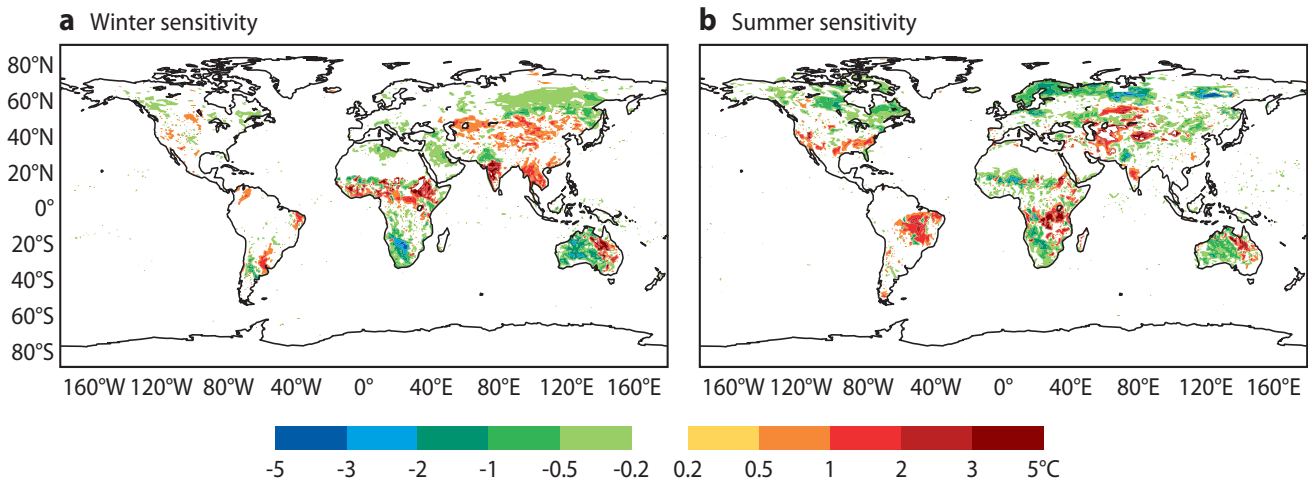 a Winter sensitivity
b Summer sensitivity
80°N
60°N
40°N
20°N
0°
20°S
40°S
60°S
80°S
160°W 120°W 80°W 40°W 0° 40°E 80°E 120°E 160°E
160°W 120°W 80°W 40°W 0° 40°E 80°E 120°E 160°E
-5 -3 -2 -1 -0.5 -0.2 0.2 0.5 1 2 3 5°C